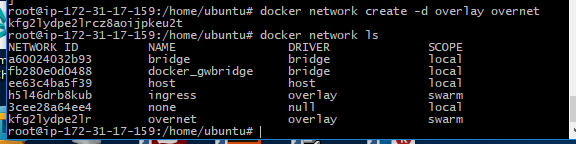 root@ip-172-31-17-159:/home/ubuntu# docker network create -d overlay overnet
kfg2lydpe2lrcz8aoijpkeu2t
root@ip-172-31-17-159:/home/ubuntu# docker network ls
NETWORK ID NAME DRIVER SCOPE
a60024032b93 bridge bridge local
fb280e0d0488 docker_gwbridge bridge local
ee63c4ba5f39 host host local
h5l46drb8kub ingress overlay swarm
3cee28a64ee4 none null local
kfg2lydpe2lr overnet overlay swarm
root@ip-172-31-17-159:/home/ubuntu#